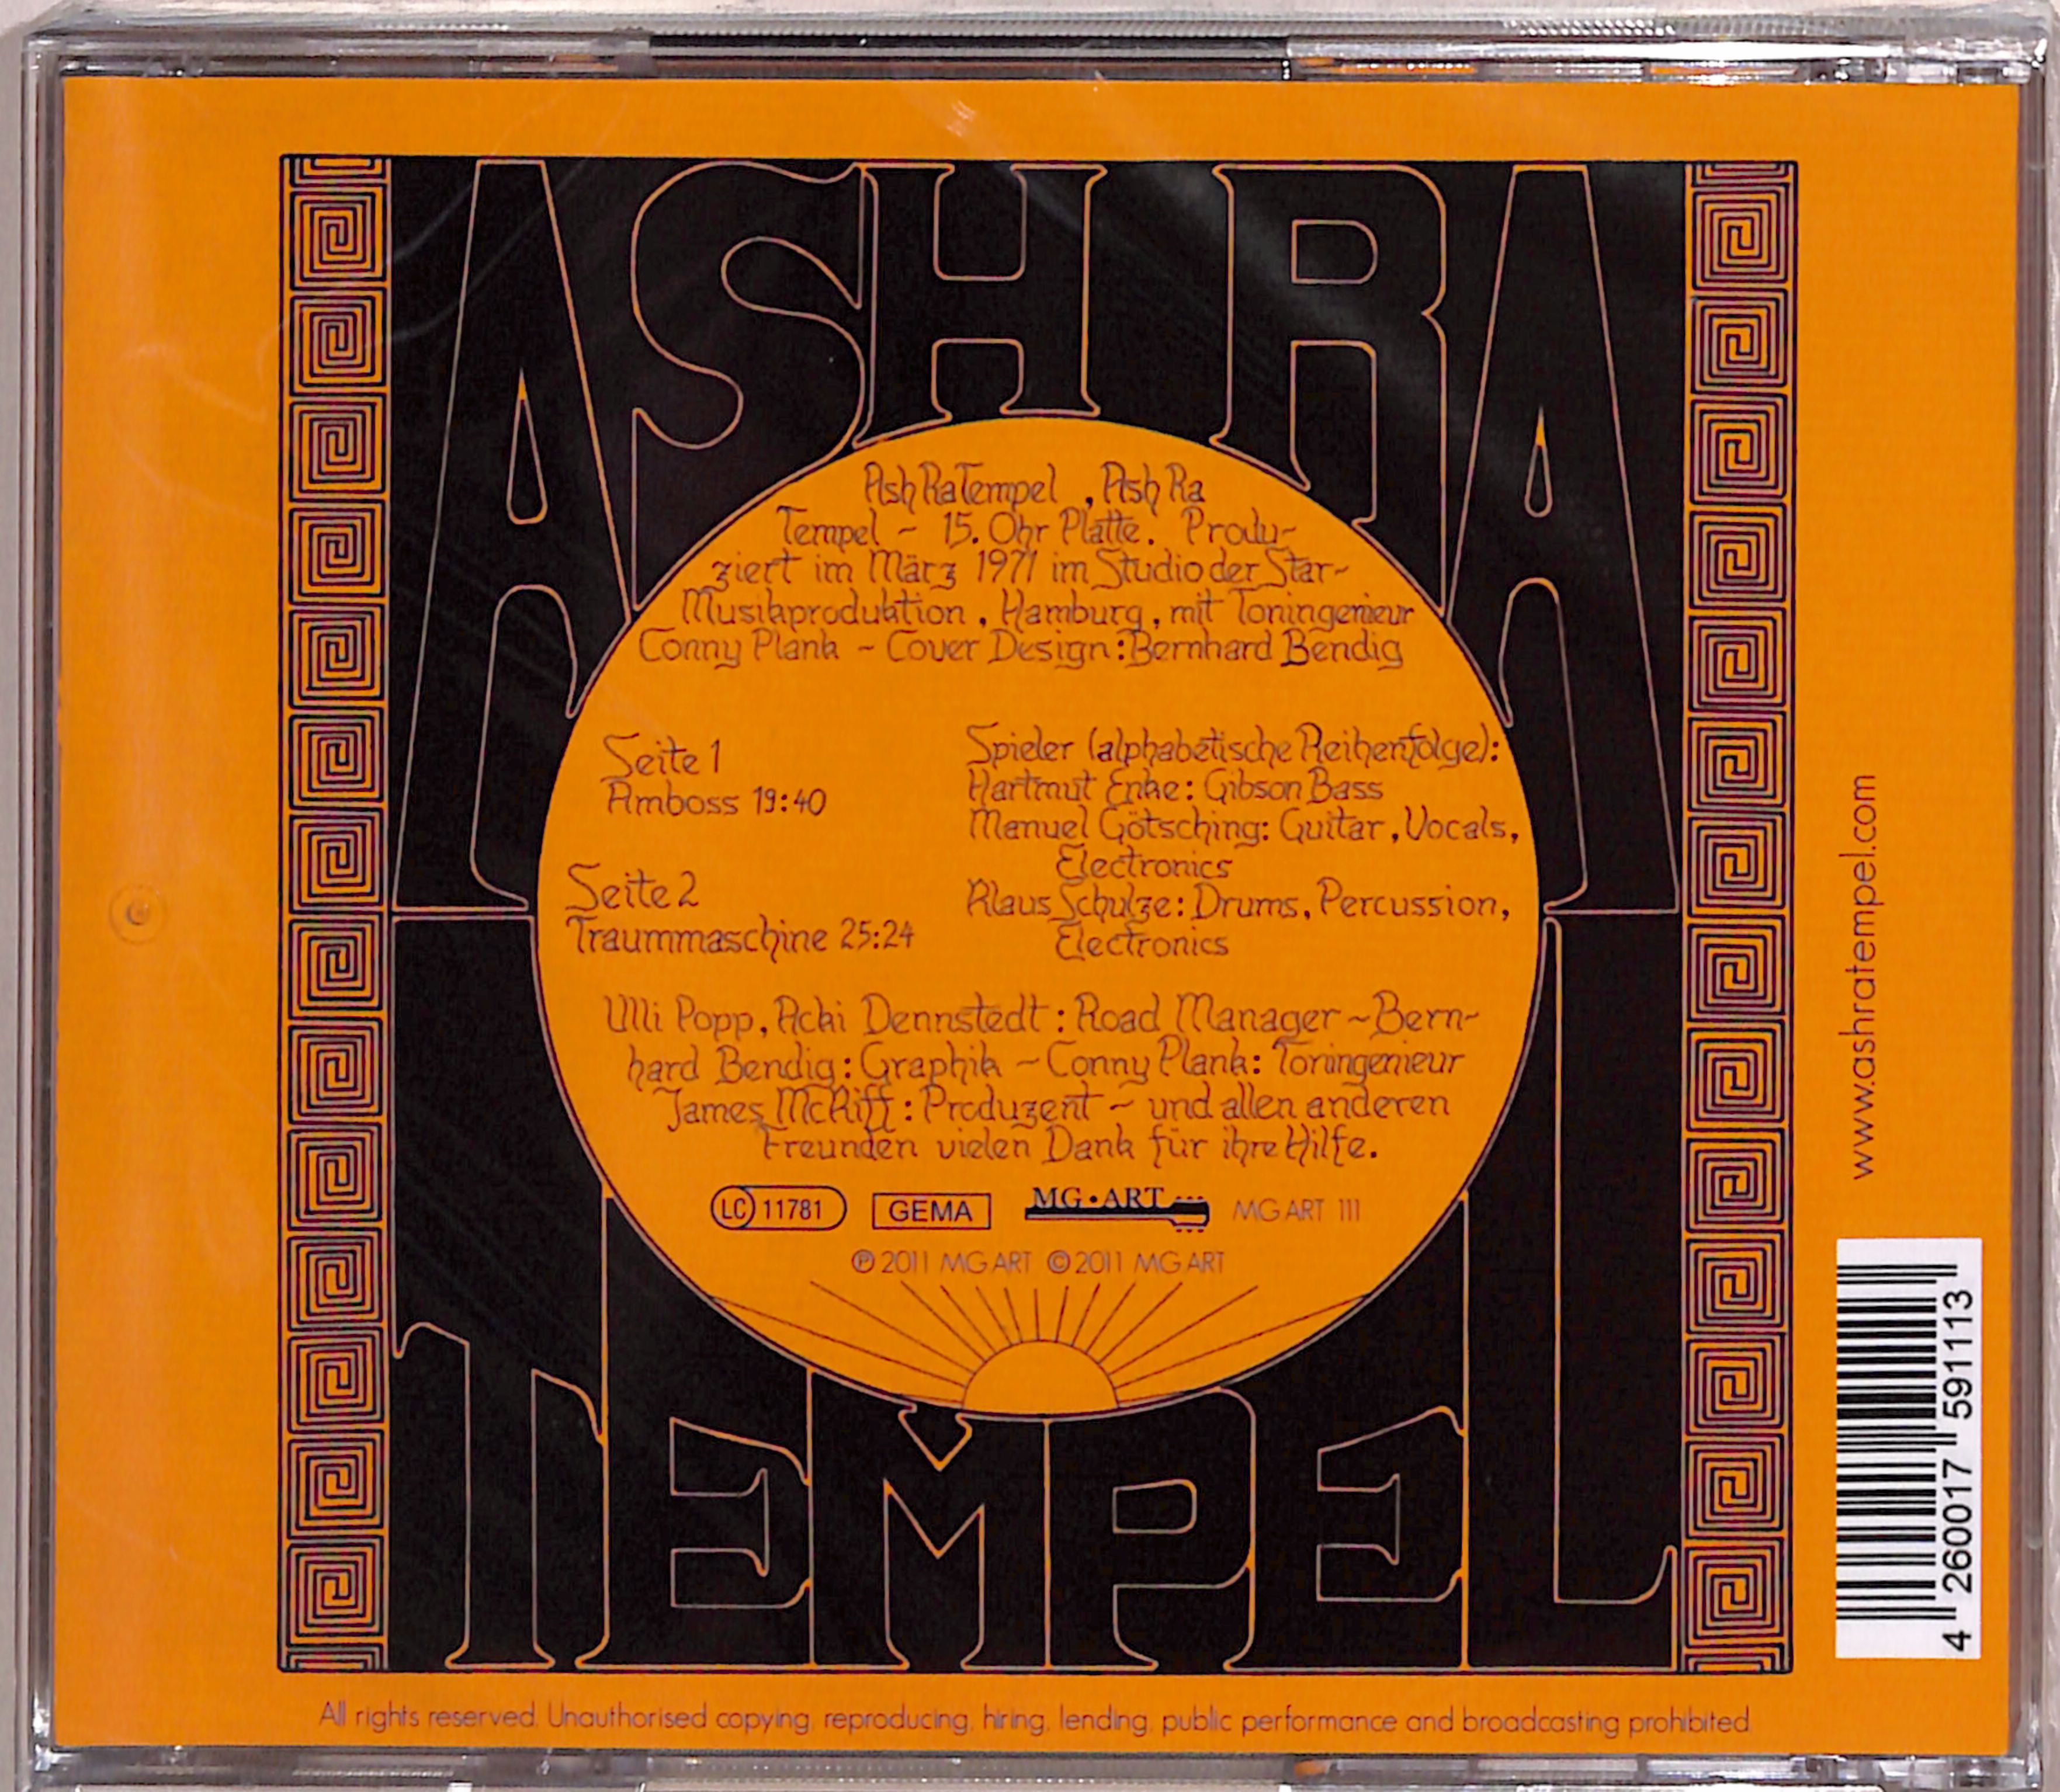 ASH RA
AshRaTempel , Ash Ra
Tempel ~ 15. Ohr Platte. Produ-
ziert im März 1971 im Studio der Star-
Musikproduktion, Hamburg, mit Toningenieur
Conny Plank ~ Cover Design: Bernhard Bendig
Seite 1
Amboss 19:40
Seite 2
Traummaschine 25:24
Spieler (alphabetische Reihenfolge):
Hartmut Enke: Gibson Bass
Manuel Götsching: Guitar, Vocals,
Electronics
Klaus Schulze: Drums, Percussion,
Electronics
Ulli Popp, Acki Dennstedt: Road Manager ~ Bern-
hard Bendig: Graphik ~ Conny Plank: Toningenieur
James McRiff: Produzent ~ und allen anderen
Freunden vielen Dank für ihre Hilfe.
LC 11781 GEMA MG•ART MG ART 111
℗ 2011 MG ART © 2011 MG ART
TEMPEL
All rights reserved. Unauthorised copying, reproducing, hiring, lending, public performance and broadcasting prohibited.
www.ashratempel.com
4 260017 591113